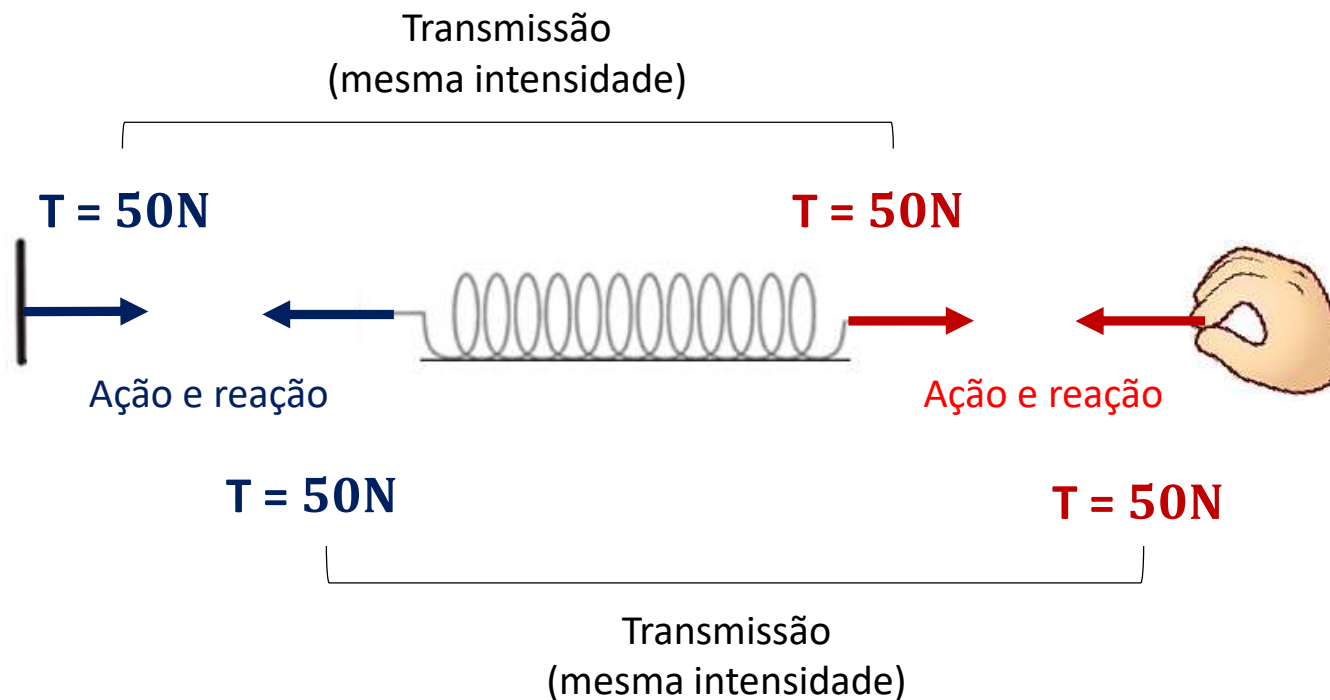 Transmissão
(mesma intensidade)
T = 50N
T = 50N
Ação e reação
Ação e reação
T = 50N
T = 50N
Transmissão
(mesma intensidade)